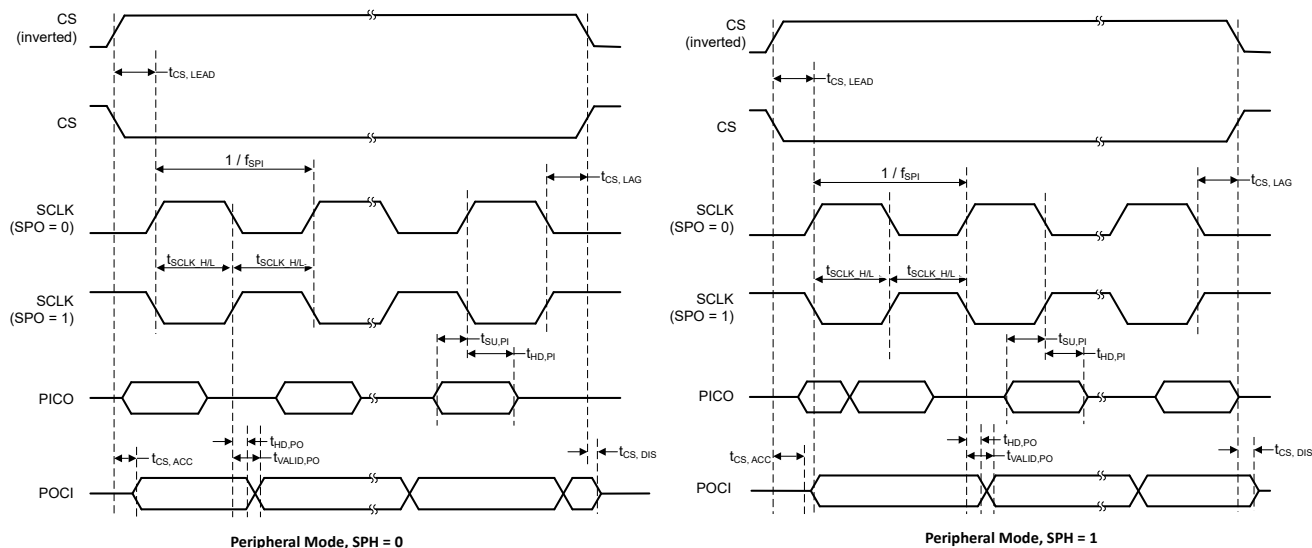 CS
(inverted)
tCS, LEAD
CS
1 / fSPI
tCS, LAG
SCLK
(SPO = 0)
tSCLK_H/L
tSCLK_H/L
SCLK
(SPO = 1)
tSU,PI
tHD,PI
PICO
tHD,PO
tVALID,PO
tCS, ACC
tCS, DIS
POCI
Peripheral Mode, SPH = 0
CS
(inverted)
tCS, LEAD
CS
1 / fSPI
tCS, LAG
SCLK
(SPO = 0)
tSCLK_H/L
tSCLK_H/L
SCLK
(SPO = 1)
tSU,PI
tHD,PI
PICO
tHD,PO
tVALID,PO
tCS, ACC
tCS, DIS
POCI
Peripheral Mode, SPH = 1